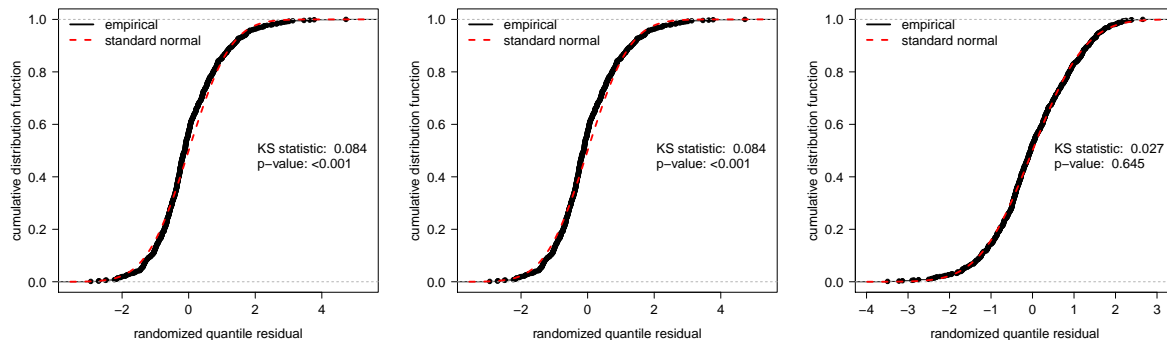 cumulative distribution function
1.0
0.8
0.6
0.4
0.2
0.0
empirical
standard normal
KS statistic: 0.084
p−value: <0.001
−2
0
2
4
randomized quantile residual
cumulative distribution function
1.0
0.8
0.6
0.4
0.2
0.0
empirical
standard normal
KS statistic: 0.084
p−value: <0.001
−2
0
2
4
randomized quantile residual
cumulative distribution function
1.0
0.8
0.6
0.4
0.2
0.0
empirical
standard normal
KS statistic: 0.027
p−value: 0.645
−4
−3
−2
−1
0
1
2
3
randomized quantile residual